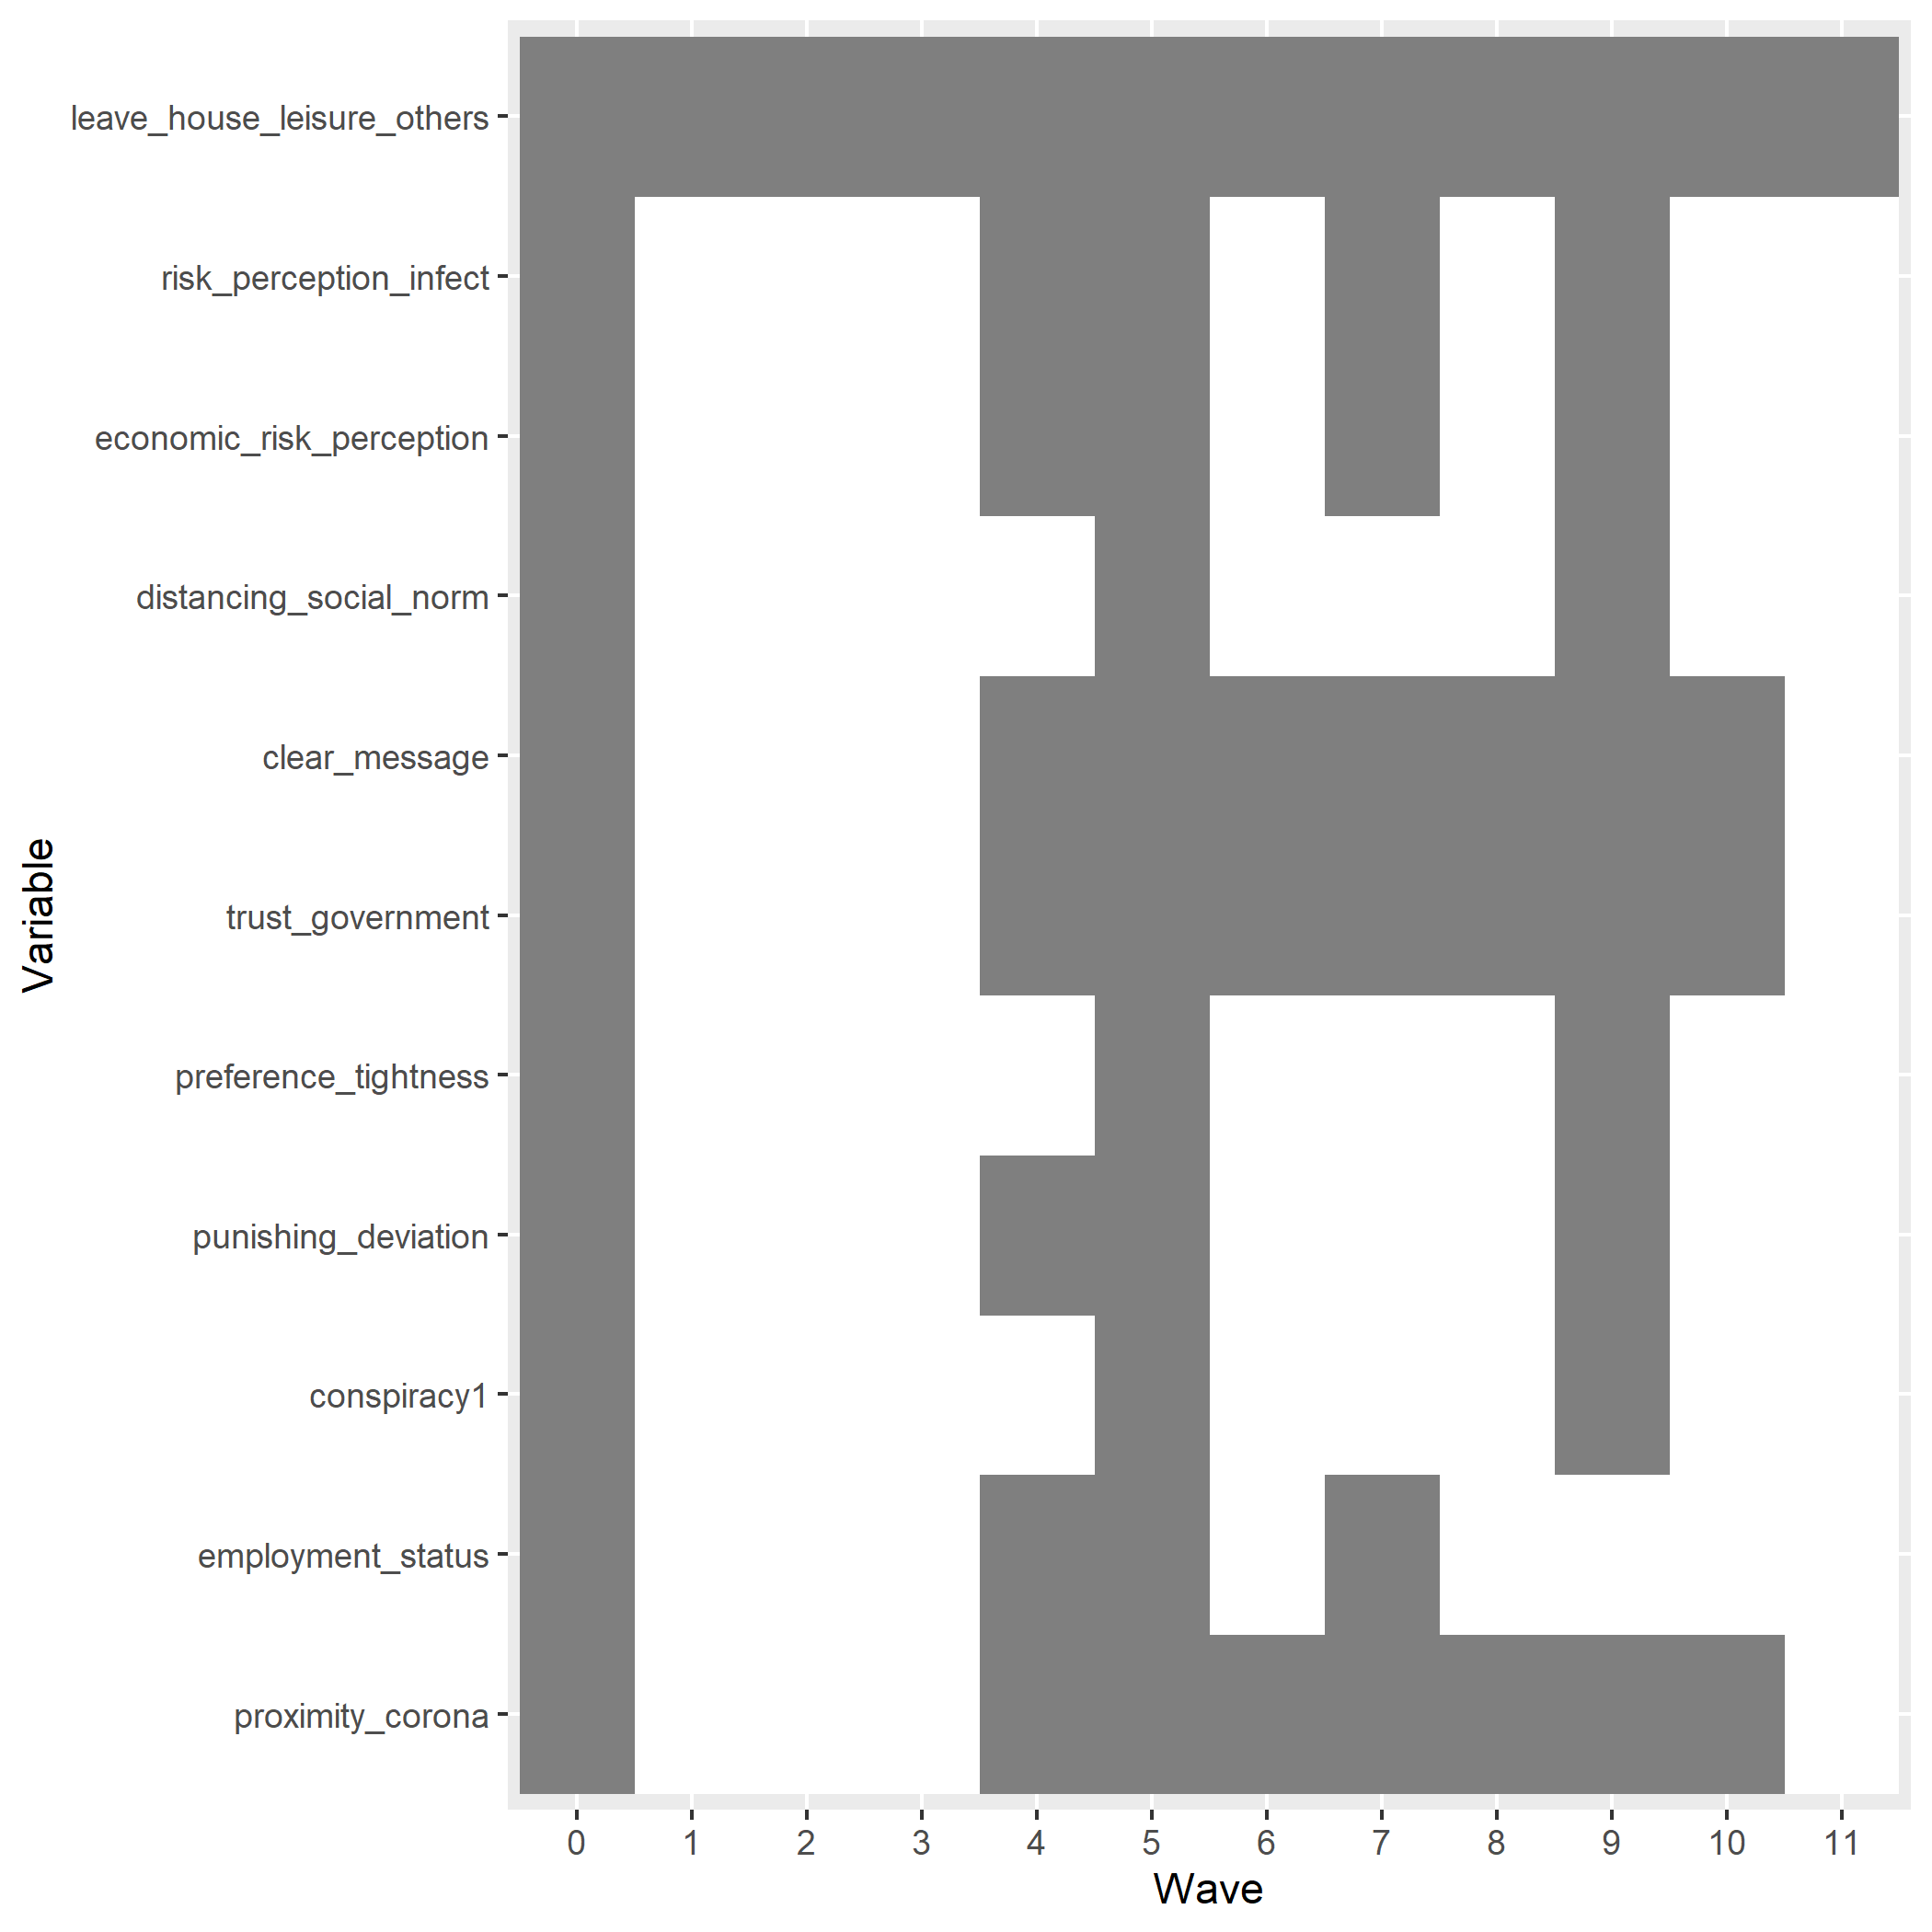 leave_house_leisure_others
risk_perception_infect
economic_risk_perception
distancing_social_norm
clear_message
trust_government
preference_tightness
punishing_deviation
conspiracy1
employment_status
proximity_corona
Variable
0 1 2 3 4 5 6 7 8 9 10 11
Wave